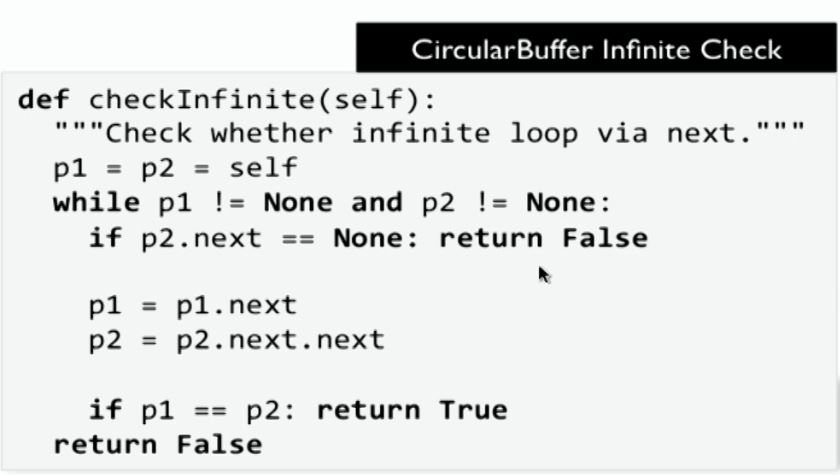 CircularBuffer Infinite Check
def checkInfinite(self):
  """Check whether infinite loop via next."""
  p1 = p2 = self
  while p1 != None and p2 != None:
    if p2.next == None: return False

    p1 = p1.next
    p2 = p2.next.next

    if p1 == p2: return True
  return False